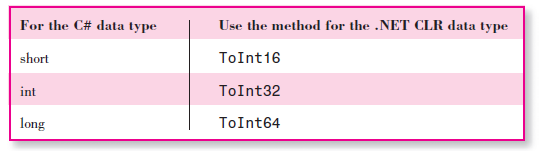 For the C# data type Use the method for the .NET CLR data type
short ToInt16
int ToInt32
long ToInt64